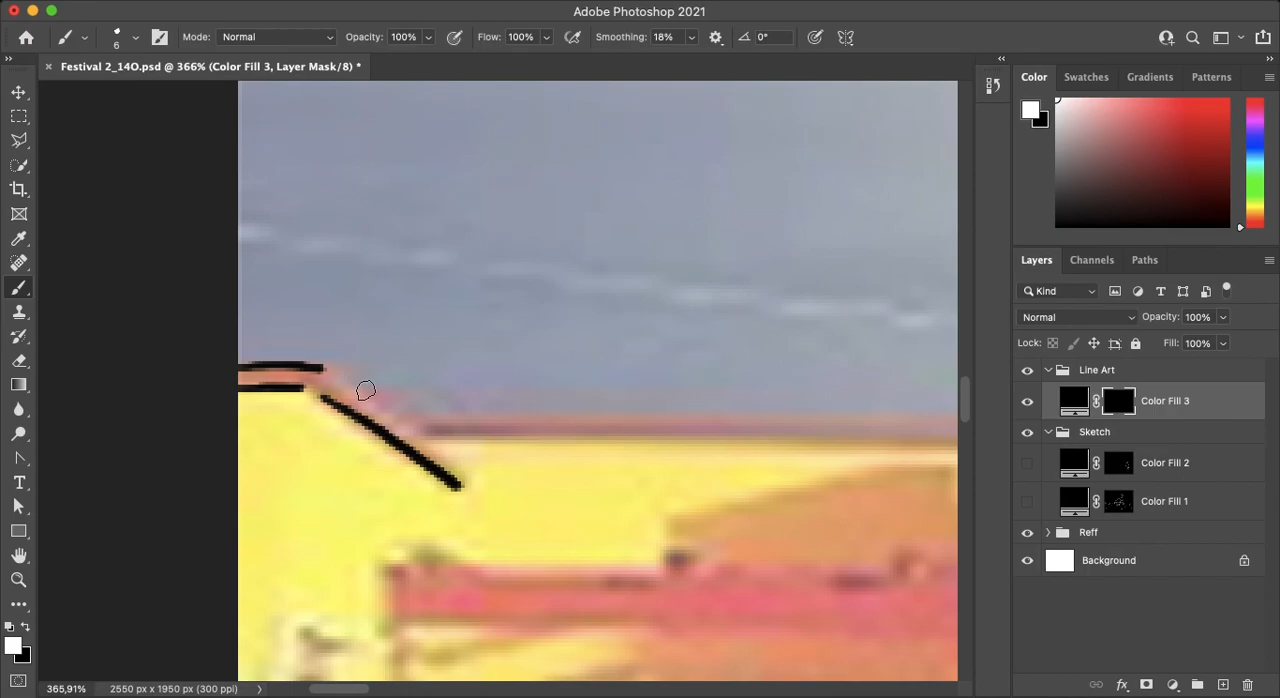 Adobe Photoshop 2021
6 Mode: Normal Opacity: 100% Flow: 100% Smoothing: 18% 0°
Festival 2_14O.psd @ 366% (Color Fill 3, Layer Mask/8) *
Color Swatches Gradients Patterns
Layers Channels Paths
Kind
Normal Opacity: 100%
Lock: Fill: 100%
Line Art
Color Fill 3
Sketch
Color Fill 2
Color Fill 1
Reff
Background
365,91% 2550 px x 1950 px (300 ppi)